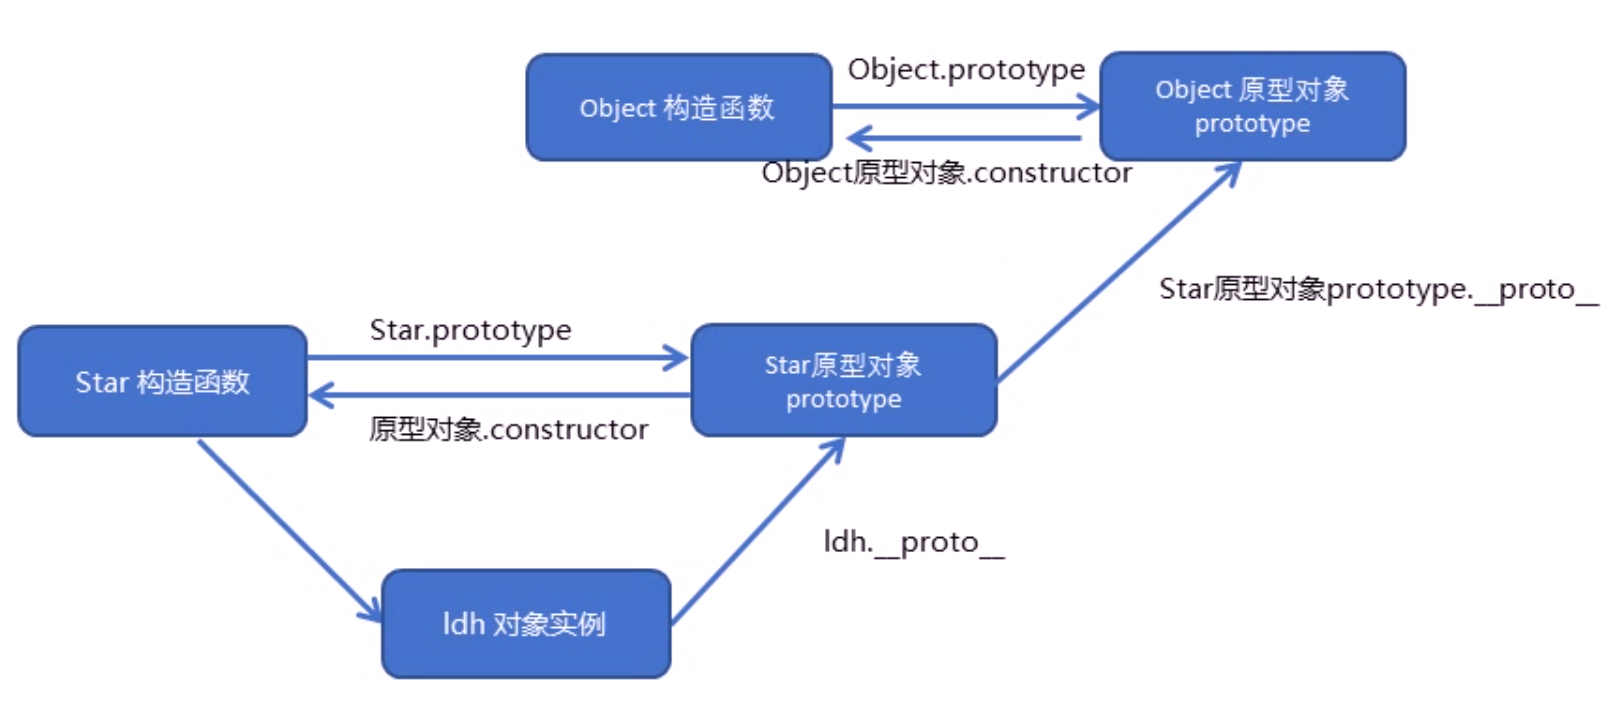 Object.prototype
Object 构造函数
Object 原型对象
prototype
Object原型对象.constructor
Star原型对象prototype.__proto__
Star.prototype
Star 构造函数
Star原型对象
prototype
原型对象.constructor
ldh.__proto__
ldh 对象实例